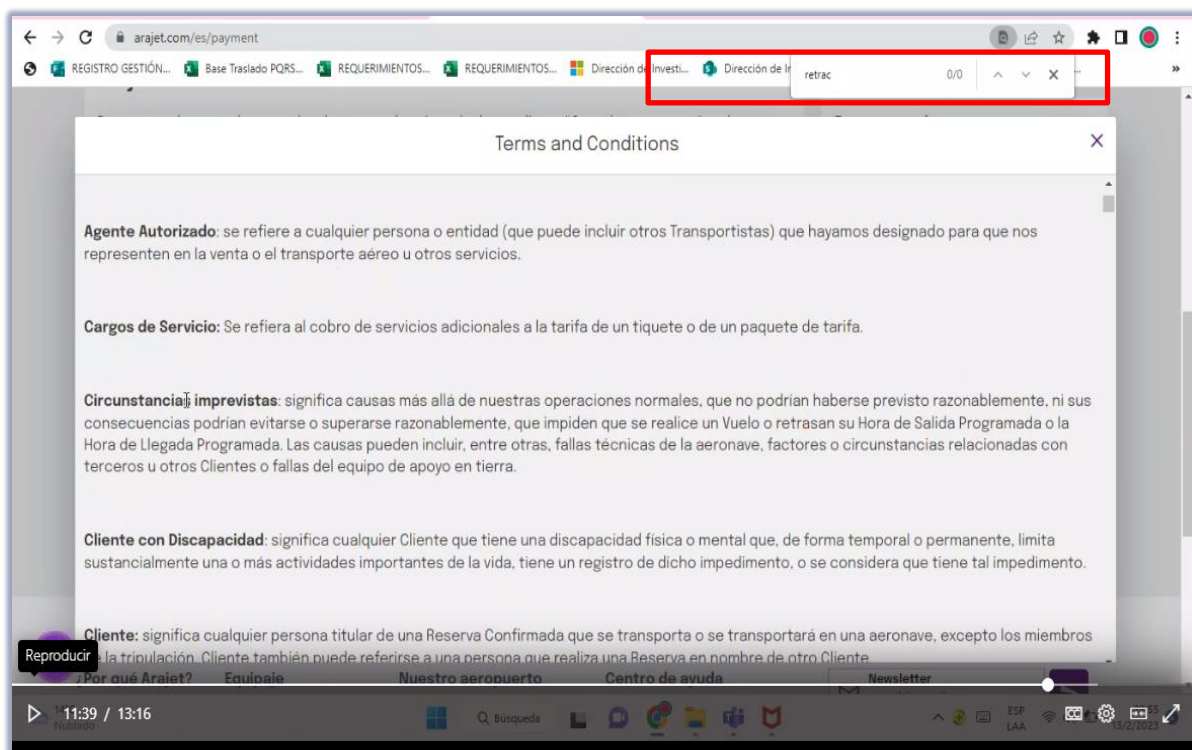 arajet.com/es/payment
REGISTRO GESTIÓN... Base Traslado PQRS... REQUERIMIENTOS... REQUERIMIENTOS... Dirección de Investi... Dirección de Ir
retrac 0/0
Terms and Conditions
Agente Autorizado: se refiere a cualquier persona o entidad (que puede incluir otros Transportistas) que hayamos designado para que nos
representen en la venta o el transporte aéreo u otros servicios.
Cargos de Servicio: Se refiera al cobro de servicios adicionales a la tarifa de un tiquete o de un paquete de tarifa.
Circunstancias imprevistas: significa causas más allá de nuestras operaciones normales, que no podrían haberse previsto razonablemente, ni sus
consecuencias podrían evitarse o superarse razonablemente, que impiden que se realice un Vuelo o retrasan su Hora de Salida Programada o la
Hora de Llegada Programada. Las causas pueden incluir, entre otras, fallas técnicas de la aeronave, factores o circunstancias relacionadas con
terceros u otros Clientes o fallas del equipo de apoyo en tierra.
Cliente con Discapacidad: significa cualquier Cliente que tiene una discapacidad física o mental que, de forma temporal o permanente, limita
sustancialmente una o más actividades importantes de la vida, tiene un registro de dicho impedimento, o se considera que tiene tal impedimento.
Cliente: significa cualquier persona titular de una Reserva Confirmada que se transporta o se transportará en una aeronave, excepto los miembros
Reproducir la tripulación. Cliente también puede referirse a una persona que realiza una Reserva en nombre de otro Cliente.
¿Por qué Arajet? Equipaje Nuestro aeropuerto Centro de ayuda Newsletter
11:39 / 13:16
Nublado Búsqueda ESP
LAA 13/2/2023